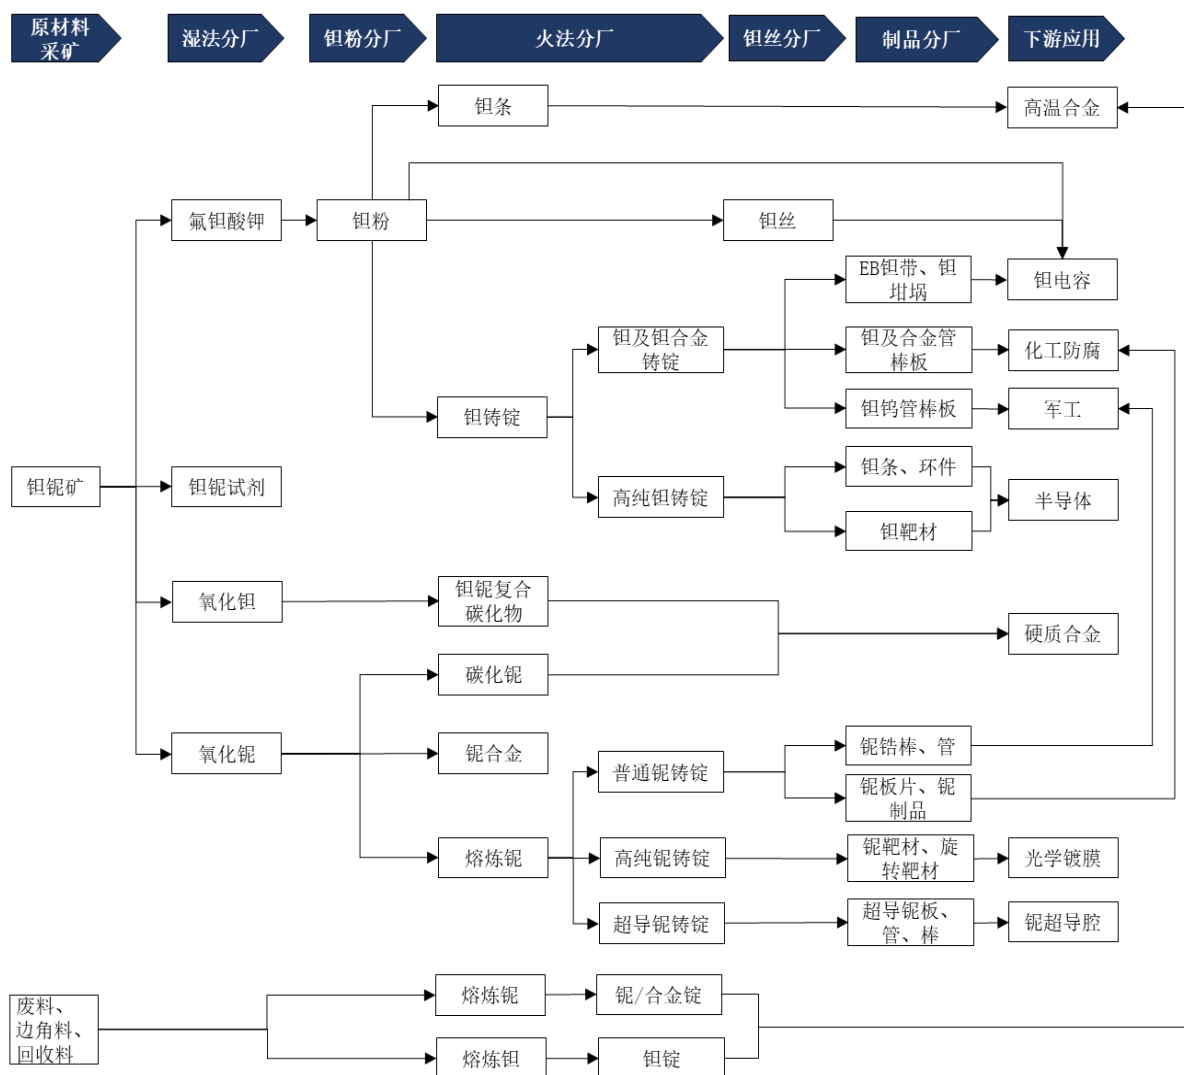 原材料
采矿
湿法分厂
钽粉分厂
火法分厂
钽丝分厂
制品分厂
下游应用
钽条
高温合金
氟钽酸钾
钽粉
钽丝
EB钽带、钽
坩埚
钽电容
钽及钽合金
铸锭
钽及合金管
棒板
化工防腐
钽铸锭
钽钨管棒板
军工
钽铌矿
钽铌试剂
高纯钽铸锭
钽条、环件
钽靶材
半导体
氧化钽
钽铌复合
碳化物
硬质合金
碳化铌
氧化铌
铌合金
普通铌铸锭
铌锆棒、管
铌板片、铌
制品
熔炼铌
高纯铌铸锭
铌靶材、旋
转靶材
光学镀膜
超导铌铸锭
超导铌板、
管、棒
铌超导腔
废料、
边角料、
回收料
熔炼铌
铌/合金锭
熔炼钽
钽锭